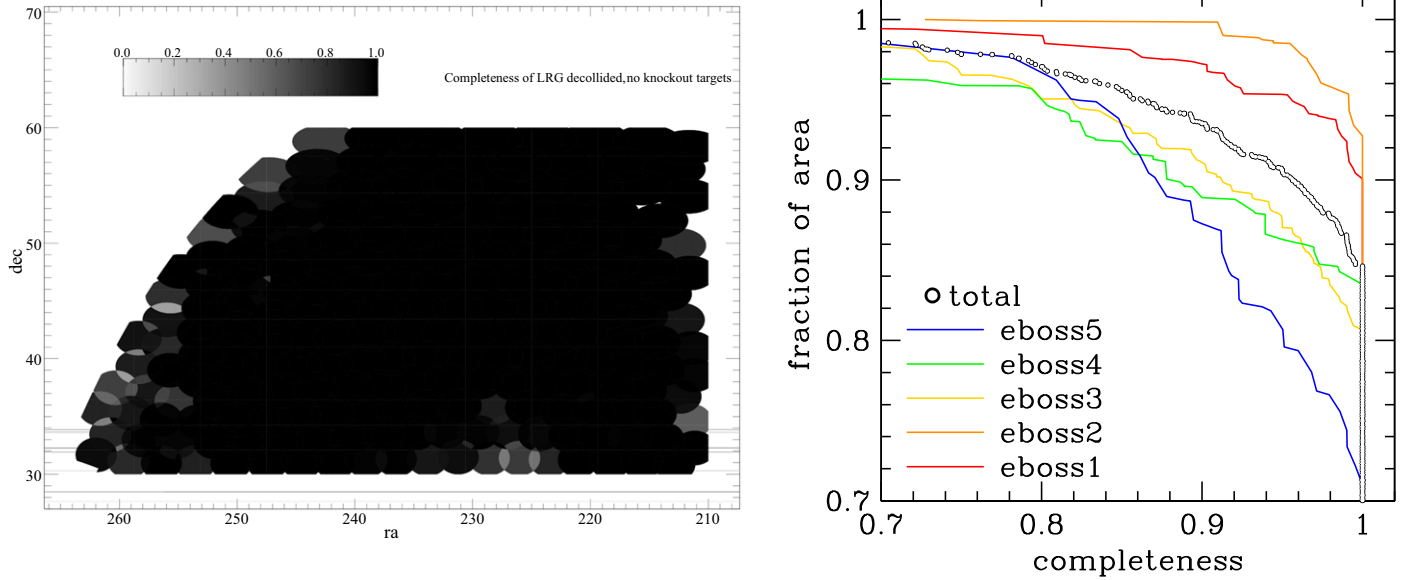 70
0.0 0.2 0.4 0.6 0.8 1.0
Completeness of LRG decollided,no knockout targets
60
50
dec
40
30
260 250 240 230 220 210
ra
1
0.9
fraction of area
0.8
0.7
total
eboss5
eboss4
eboss3
eboss2
eboss1
0.7 0.8 0.9 1
completeness